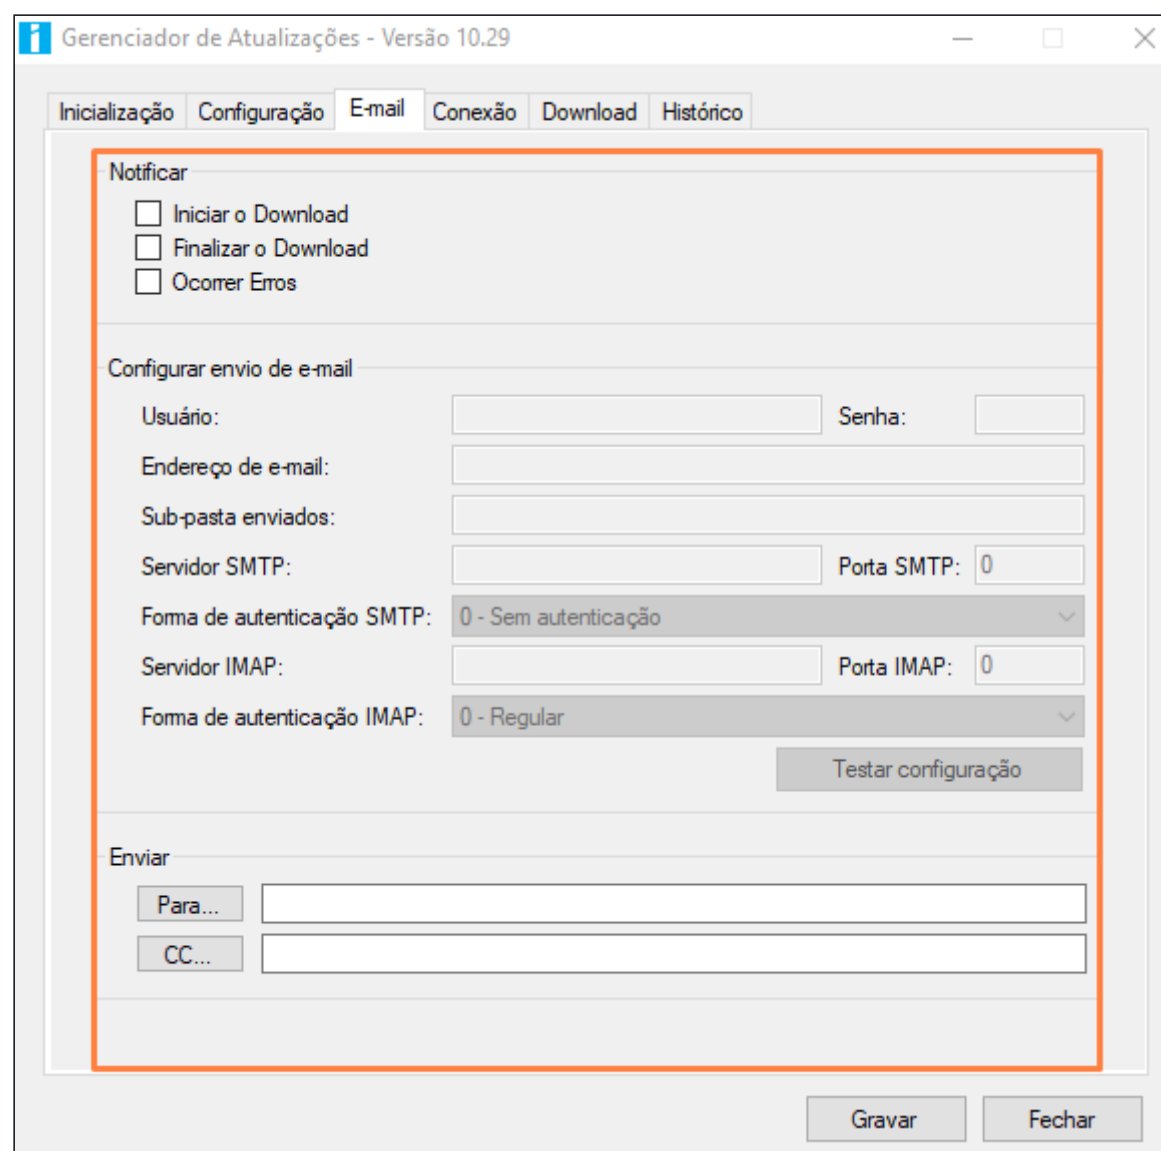 Gerenciador de Atualizações - Versão 10.29
Inicialização Configuração E-mail Conexão Download Histórico
Notificar
Iniciar o Download
Finalizar o Download
Ocorrer Erros
Configurar envio de e-mail
Usuário: Senha:
Endereço de e-mail:
Sub-pasta enviados:
Servidor SMTP: Porta SMTP: 0
Forma de autenticação SMTP: 0 - Sem autenticação
Servidor IMAP: Porta IMAP: 0
Forma de autenticação IMAP: 0 - Regular
Testar configuração
Enviar
Para...
CC...
Gravar Fechar